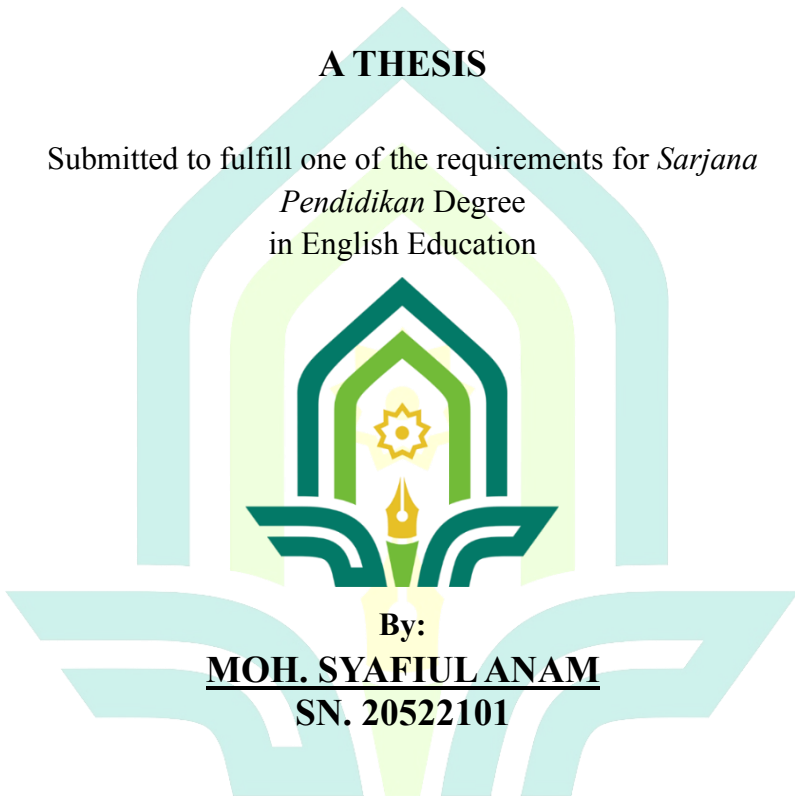 A THESIS
Submitted to fulfill one of the requirements for Sarjana
Pendidikan Degree
in English Education
By:
MOH. SYAFIUL ANAM
SN. 20522101